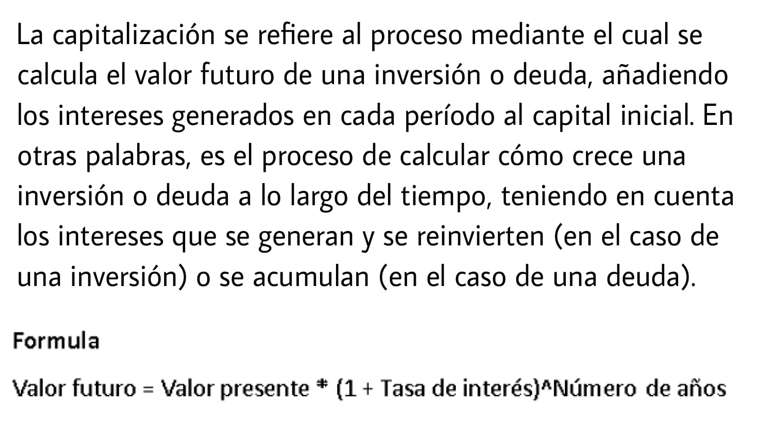 La capitalización se refiere al proceso mediante el cual se
calcula el valor futuro de una inversión o deuda, añadiendo
los intereses generados en cada período al capital inicial. En
otras palabras, es el proceso de calcular cómo crece una
inversión o deuda a lo largo del tiempo, teniendo en cuenta
los intereses que se generan y se reinvierten (en el caso de
una inversión) o se acumulan (en el caso de una deuda).
Formula
Valor futuro = Valor presente * (1 + Tasa de interés)^Número de años